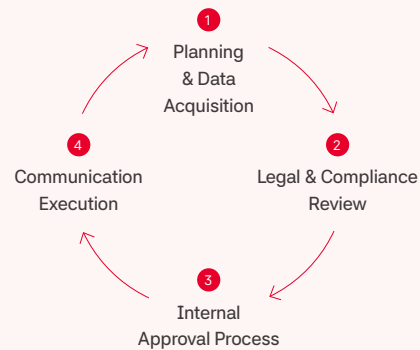 1
Planning
& Data
Acquisition
2
Legal & Compliance
Review
3
Internal
Approval Process
4
Communication
Execution